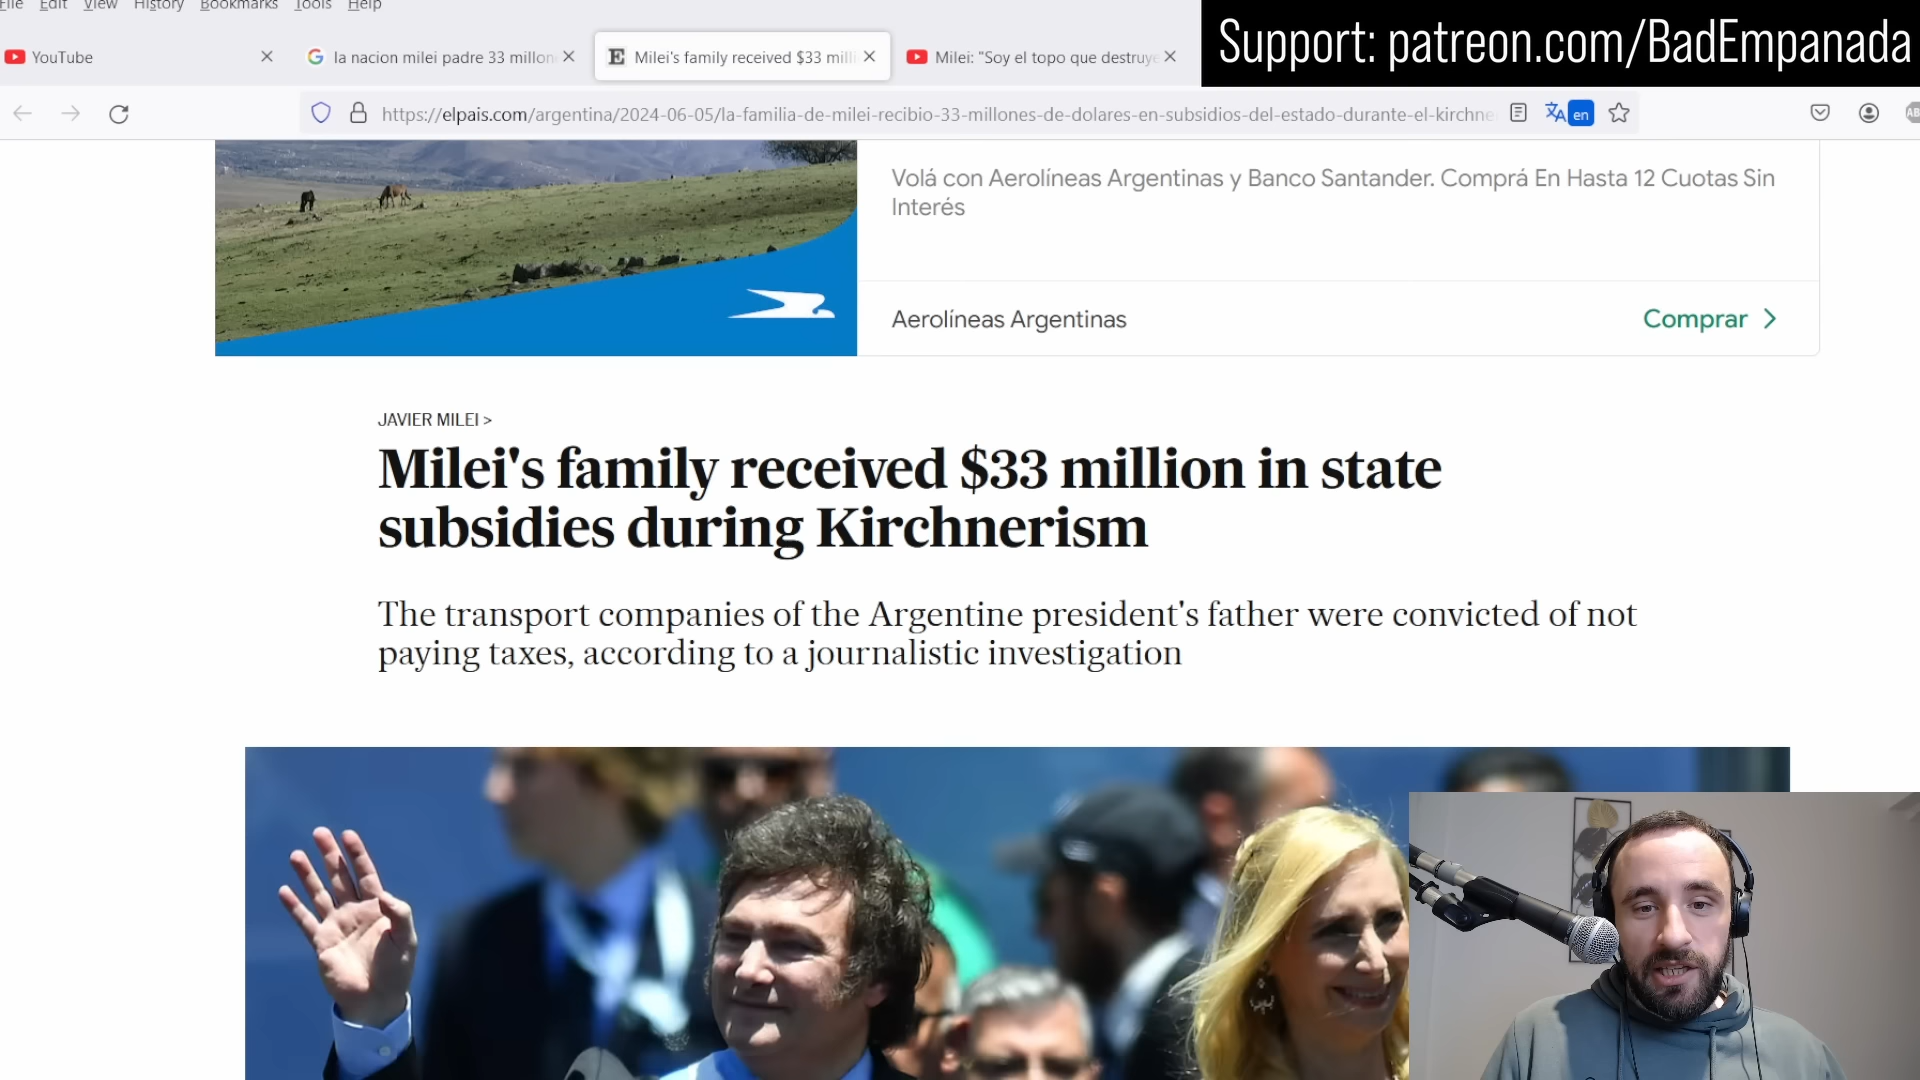 File Edit View History Bookmarks Tools Help
Support: patreon.com/BadEmpanada
YouTube
la nacion milei padre 33 millon
Milei's family received $33 milli
Milei: "Soy el topo que destruye
https://elpais.com/argentina/2024-06-05/la-familia-de-milei-recibio-33-millones-de-dolares-en-subsidios-del-estado-durante-el-kirchne
en
Volá con Aerolíneas Argentinas y Banco Santander. Comprá En Hasta 12 Cuotas Sin
Interés
Aerolíneas Argentinas
Comprar
JAVIER MILEI >
Milei's family received $33 million in state
subsidies during Kirchnerism
The transport companies of the Argentine president's father were convicted of not
paying taxes, according to a journalistic investigation